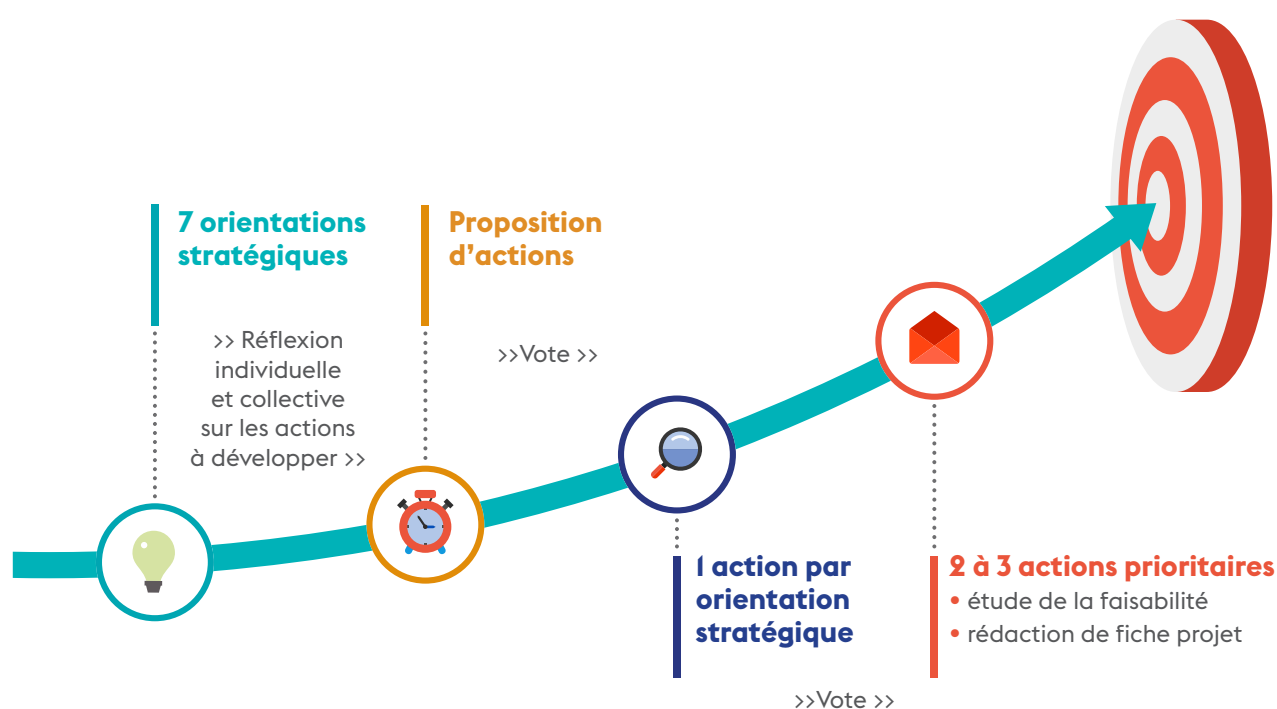 7 orientations
stratégiques
>> Réflexion
individuelle
et collective
sur les actions
à développer >>
Proposition
d’actions
>>Vote >>
1 action par
orientation
stratégique
>>Vote >>
2 à 3 actions prioritaires
• étude de la faisabilité
• rédaction de fiche projet